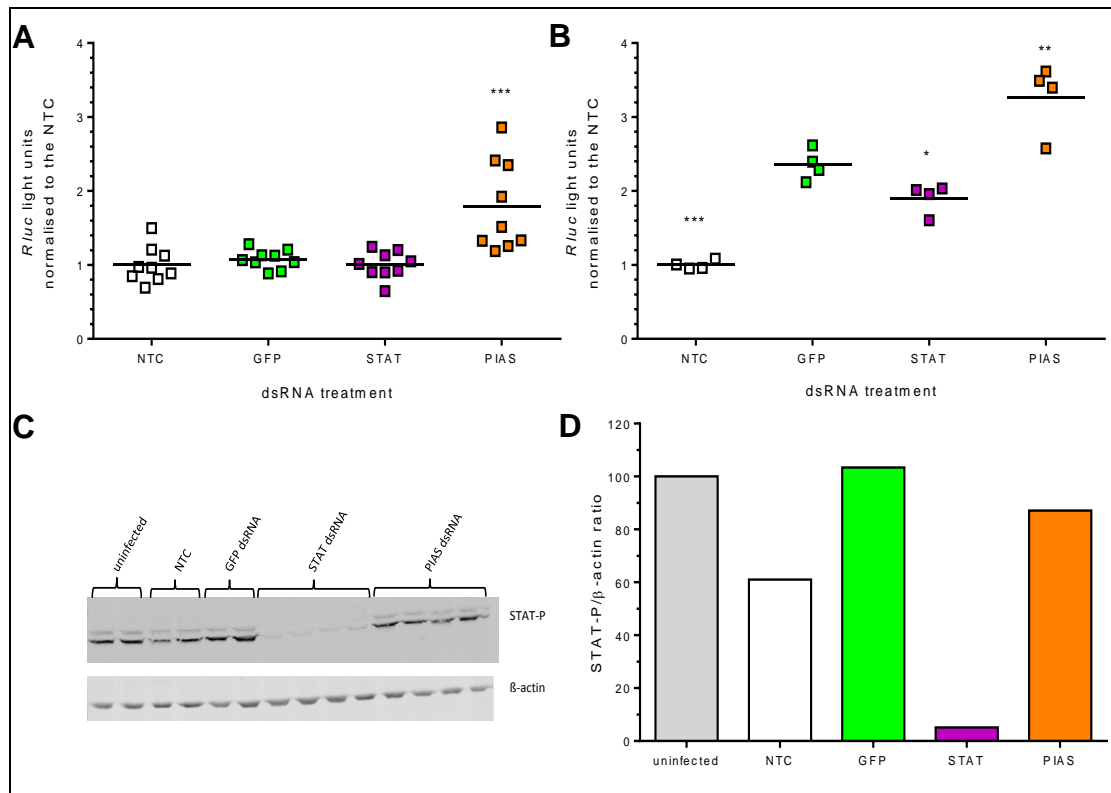 A
Rluc light units
normalised to the NTC
4
3
2
1
0
***
NTC
GFP
STAT
PIAS
dsRNA treatment
B
Rluc light units
normalised to the NTC
4
3
2
1
0
***
*
**
NTC
GFP
STAT
PIAS
dsRNA treatment
C
uninfected
NTC
GFP dsRNA
STAT dsRNA
PIAS dsRNA
STAT-P
ß-actin
D
STAT-P/β-actin ratio
120
100
80
60
40
20
0
uninfected
NTC
GFP
STAT
PIAS